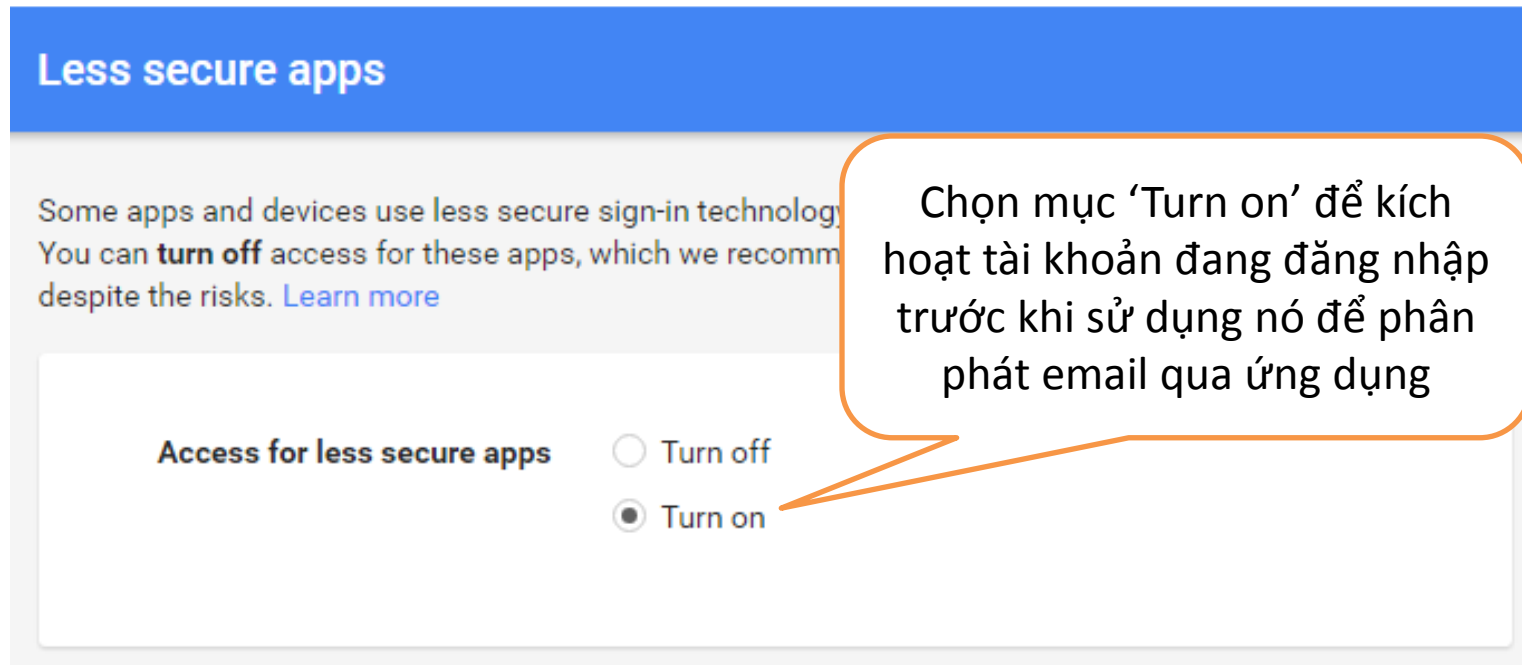 Less secure apps
Some apps and devices use less secure sign-in technology
You can turn off access for these apps, which we recomm
despite the risks. Learn more
Chọn mục ‘Turn on’ để kích
hoạt tài khoản đang đăng nhập
trước khi sử dụng nó để phân
phát email qua ứng dụng
Access for less secure apps
Turn off
Turn on